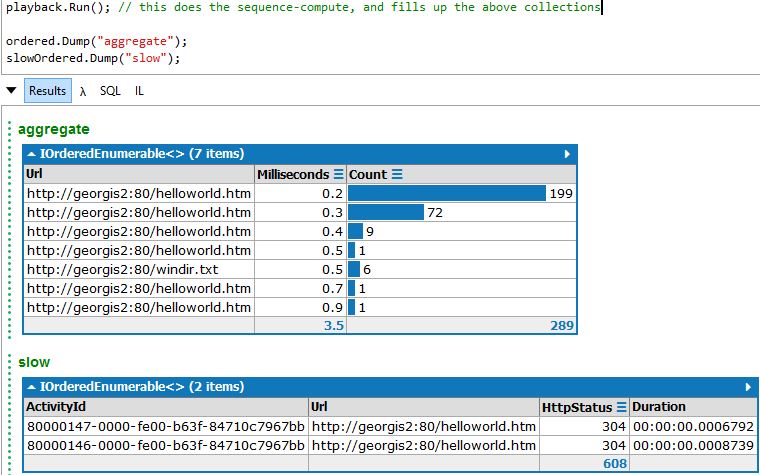 playback.Run(); // this does the sequence-compute, and fills up the above collections
ordered.Dump("aggregate");
slowOrdered.Dump("slow");
Results λ SQL IL
aggregate
IOrderedEnumerable<> (7 items)
Url Milliseconds Count
http://georgis2:80/helloworld.htm 0.2 199
http://georgis2:80/helloworld.htm 0.3 72
http://georgis2:80/helloworld.htm 0.4 9
http://georgis2:80/helloworld.htm 0.5 1
http://georgis2:80/windir.txt 0.5 6
http://georgis2:80/helloworld.htm 0.7 1
http://georgis2:80/helloworld.htm 0.9 1
3.5 289
slow
IOrderedEnumerable<> (2 items)
ActivityId Url HttpStatus Duration
80000147-0000-fe00-b63f-84710c7967bb http://georgis2:80/helloworld.htm 304 00:00:00.0006792
80000146-0000-fe00-b63f-84710c7967bb http://georgis2:80/helloworld.htm 304 00:00:00.0008739
608